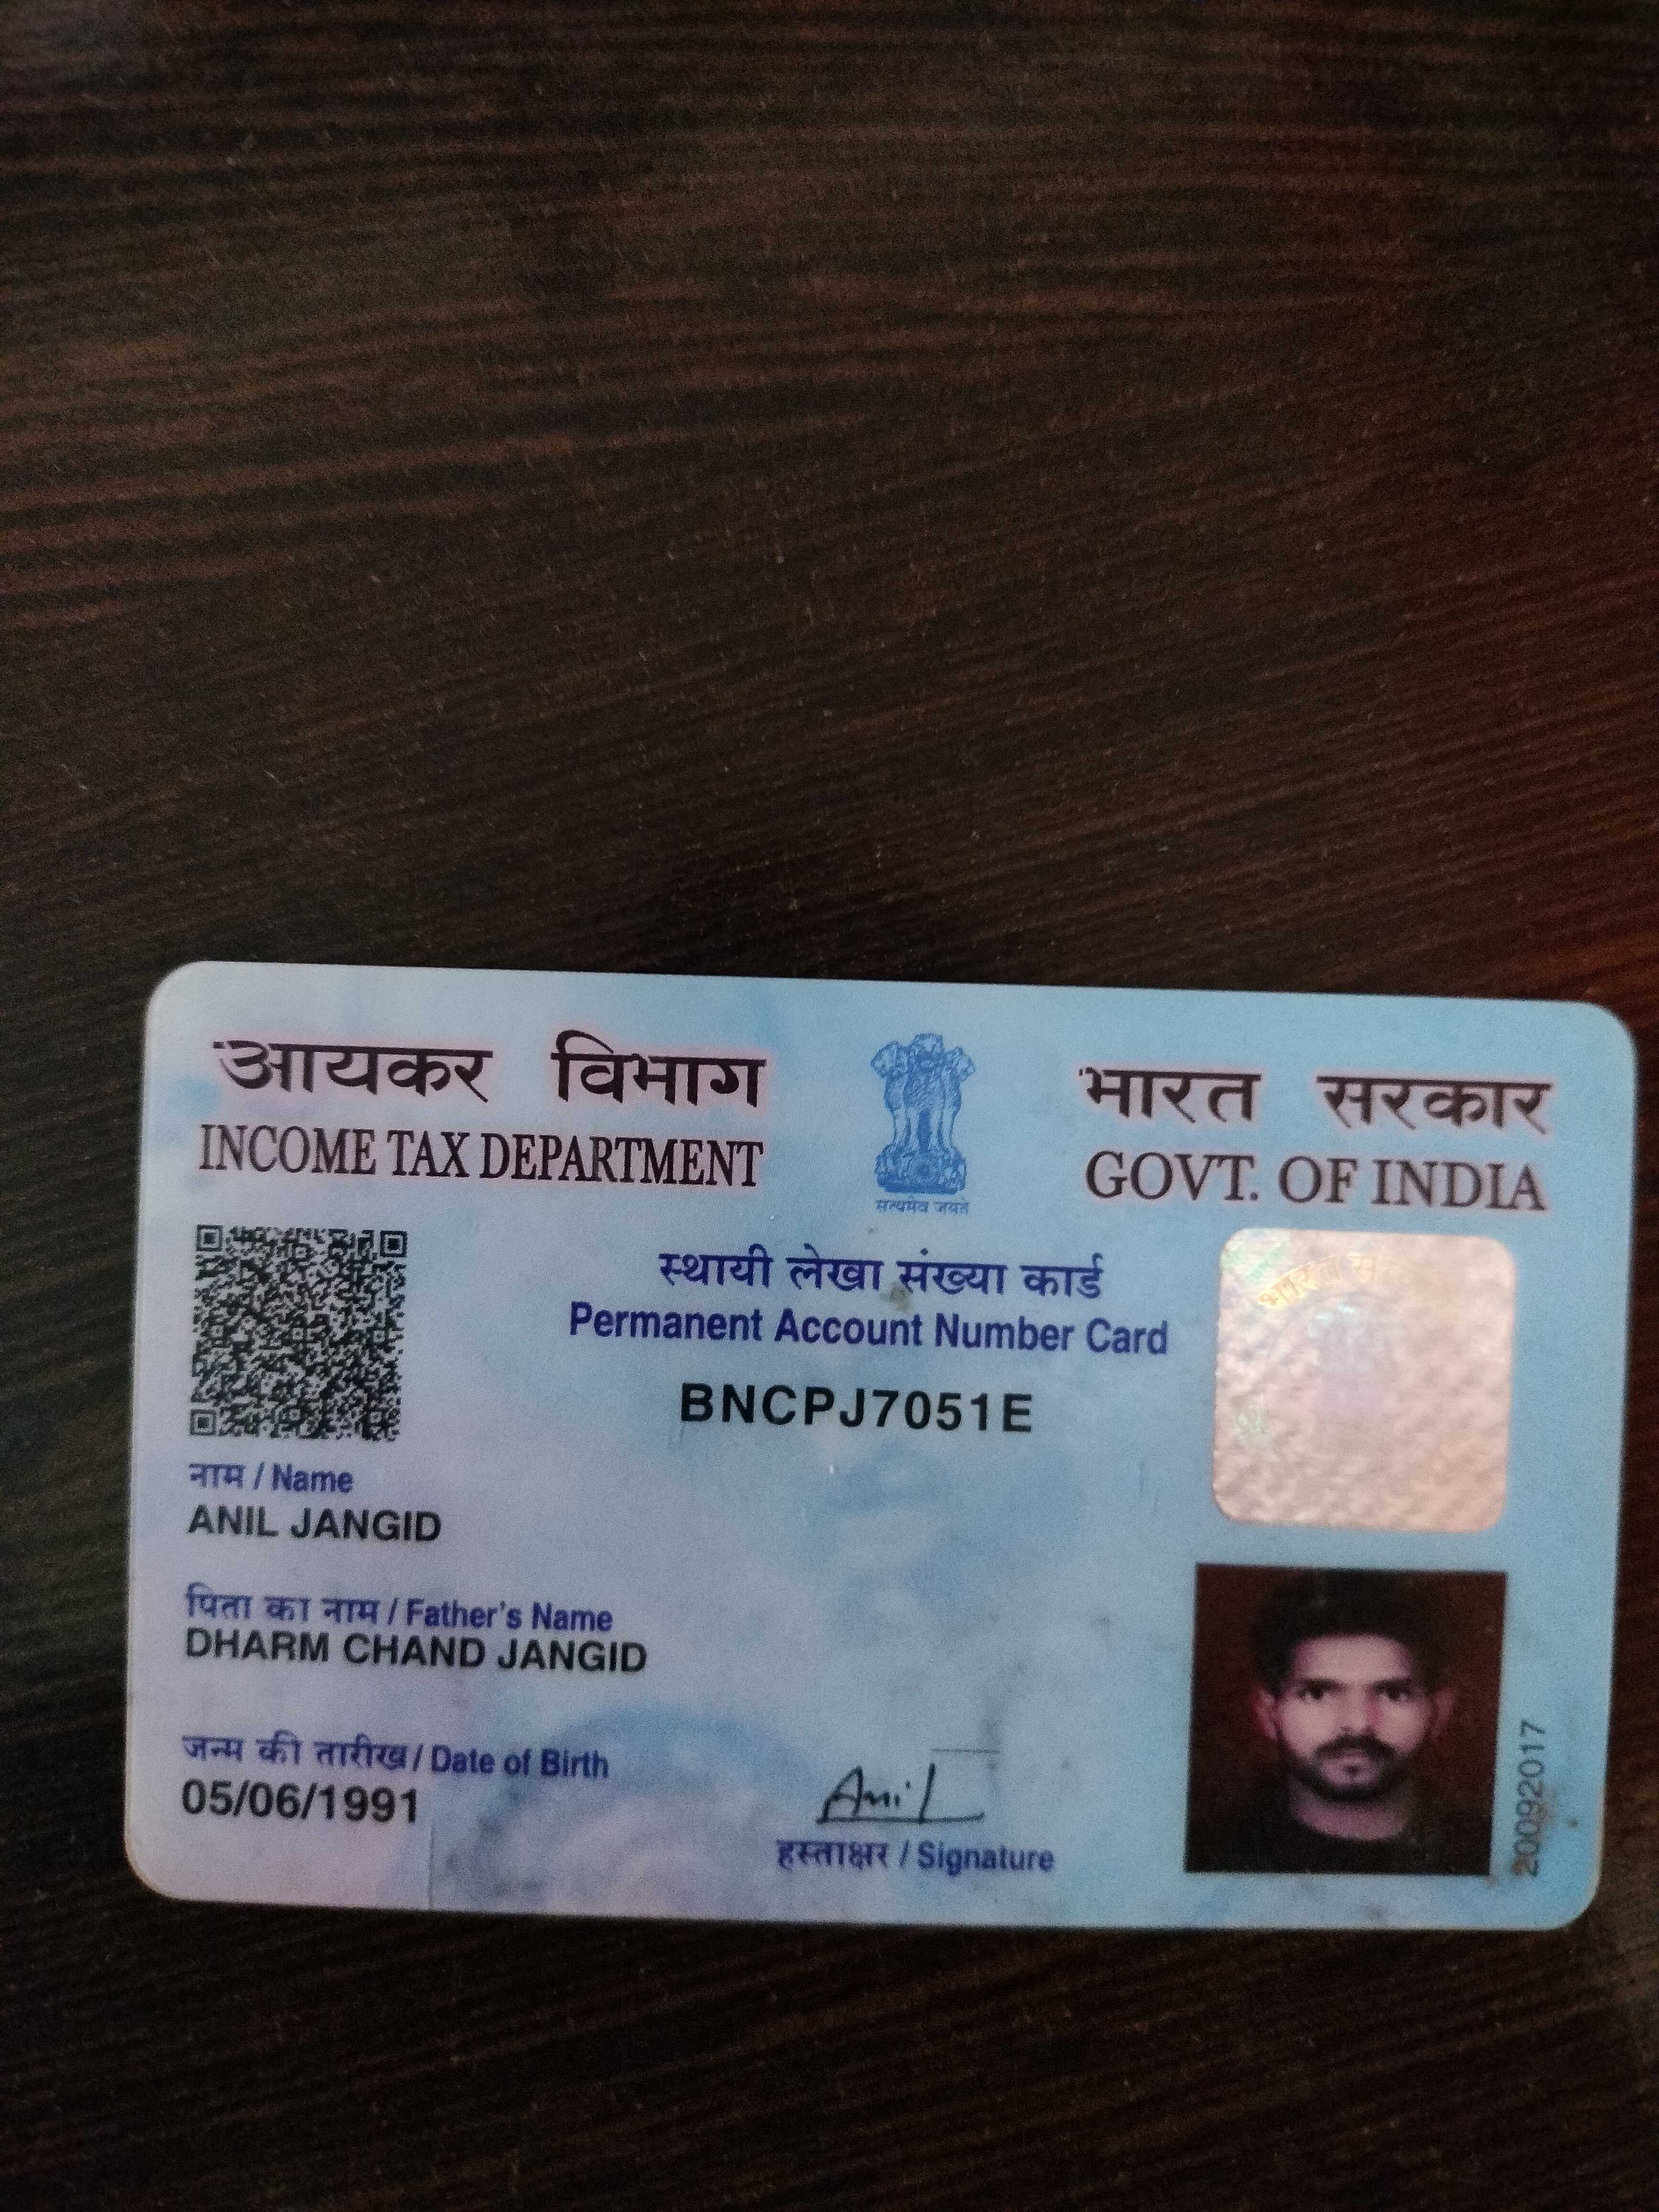 आयकर विभाग
INCOME TAX DEPARTMENT
भारत सरकार
GOVT. OF INDIA
सत्यमेव जयते
स्थायी लेखा संख्या कार्ड
Permanent Account Number Card
BNCPJ7051E
नाम / Name
ANIL JANGID
पिता का नाम / Father's Name
DHARM CHAND JANGID
जन्म की तारीख / Date of Birth
05/06/1991
Anil
हस्ताक्षर / Signature
20092017